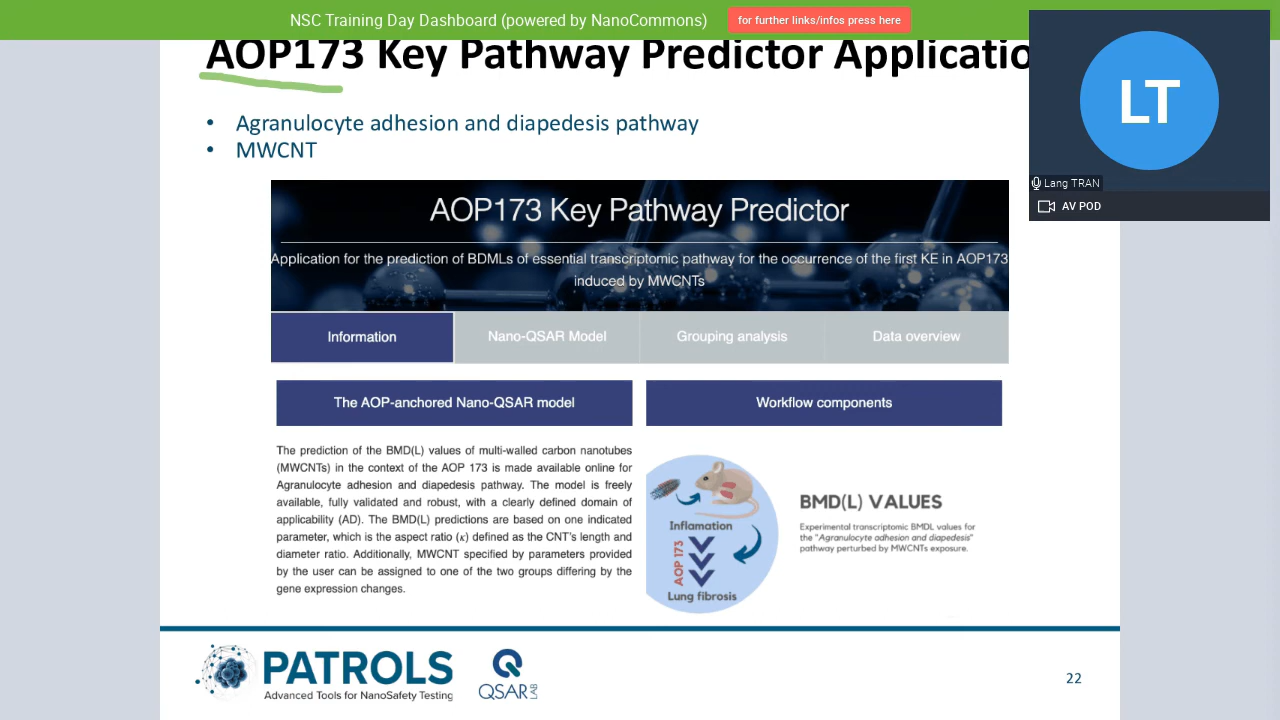 NSC Training Day Dashboard (powered by NanoCommons)
for further links/infos press here
AOP173 Key Pathway Predictor Applicatio
LT
Lang TRAN
AV POD
• Agranulocyte adhesion and diapedesis pathway
• MWCNT
AOP173 Key Pathway Predictor
Application for the prediction of BDMLs of essential transcriptomic pathway for the occurrence of the first KE in AOP173
induced by MWCNTs
Information
Nano-QSAR Model
Grouping analysis
Data overview
The AOP-anchored Nano-QSAR model
Workflow components
The prediction of the BMD(L) values of multi-walled carbon nanotubes
(MWCNTs) in the context of the AOP 173 is made available online for
Agranulocyte adhesion and diapedesis pathway. The model is freely
available, fully validated and robust, with a clearly defined domain of
applicability (AD). The BMD(L) predictions are based on one indicated
parameter, which is the aspect ratio (κ) defined as the CNT's length and
diameter ratio. Additionally, MWCNT specified by parameters provided
by the user can be assigned to one of the two groups differing by the
gene expression changes.
Inflamation
AOP 173
Lung fibrosis
BMD(L) VALUES
Experimental transcriptomic BMDL values for
the "Agranulocyte adhesion and diapedesis"
pathway perturbed by MWCNTs exposure.
PATROLS
Advanced Tools for NanoSafety Testing
QSAR LAB
22